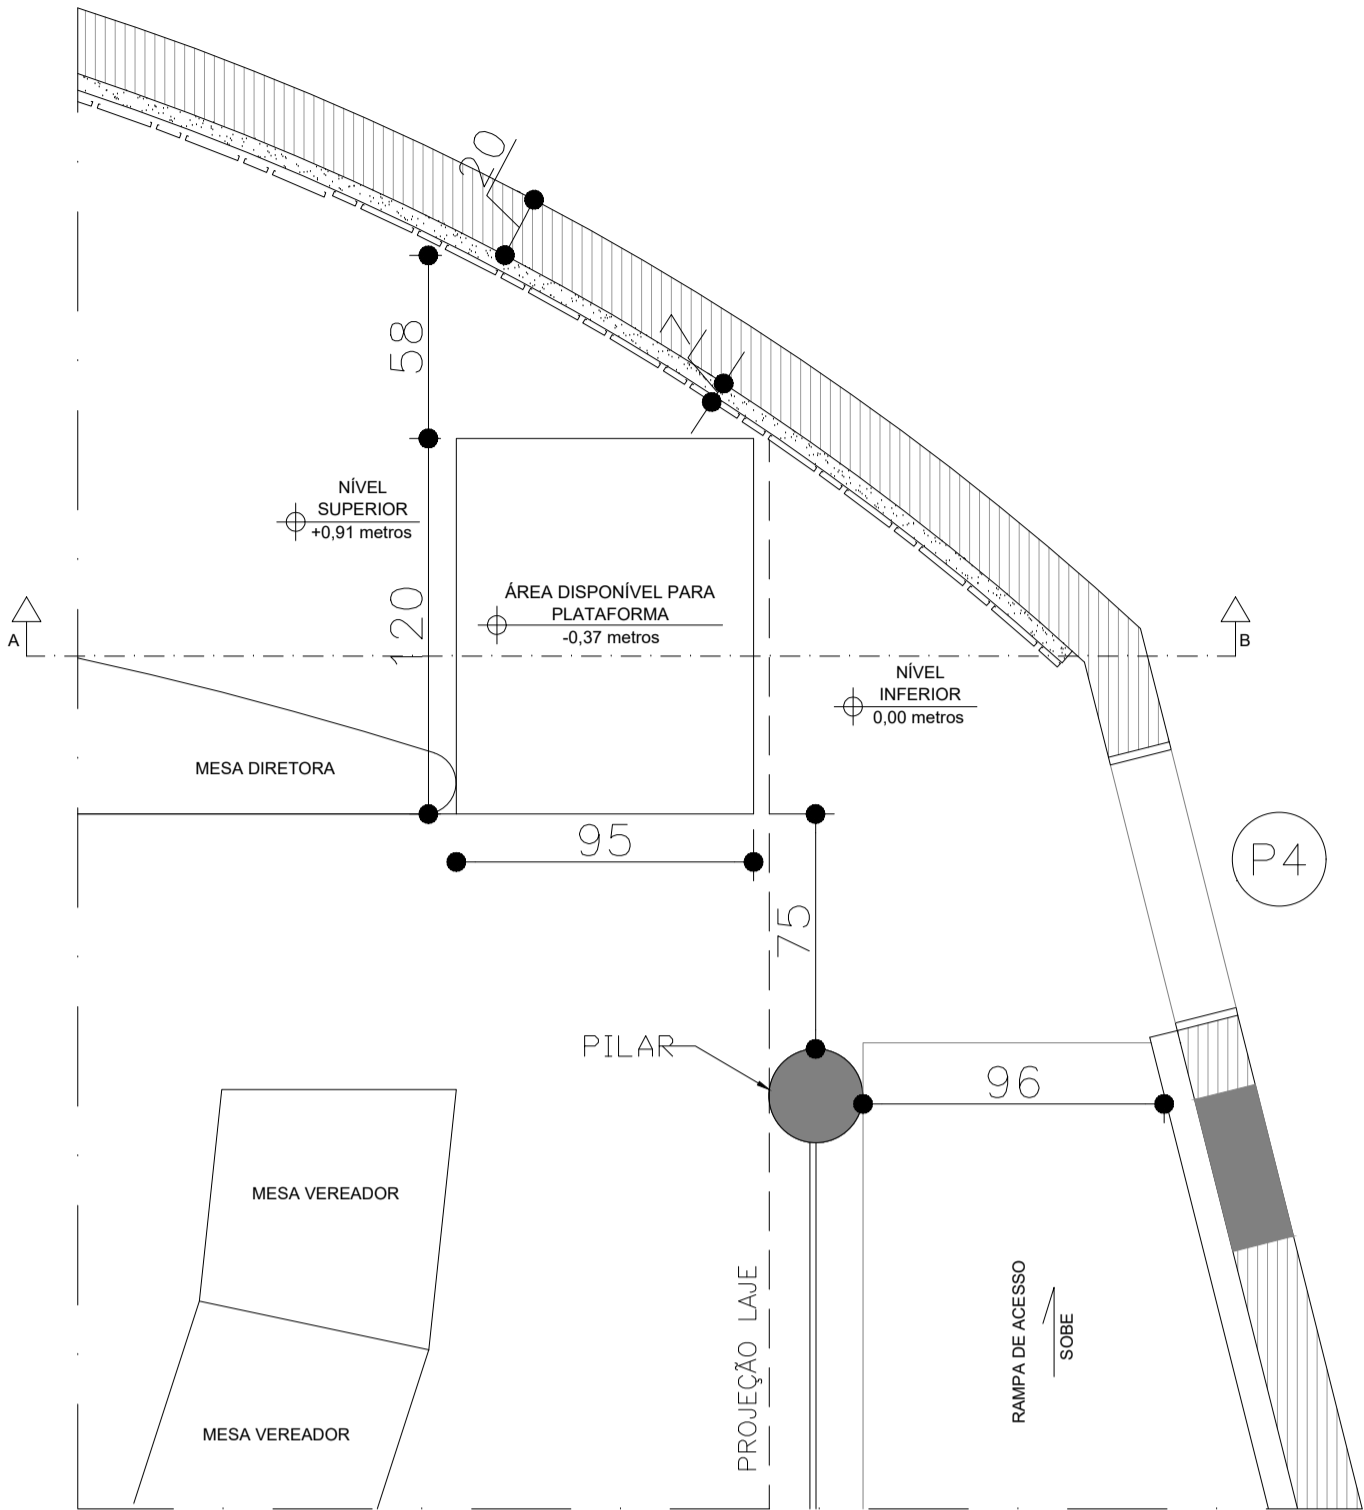 20
58
7
NÍVEL
SUPERIOR
+0,91 metros
120
ÁREA DISPONÍVEL PARA
PLATAFORMA
-0,37 metros
A
B
NÍVEL
INFERIOR
0,00 metros
MESA DIRETORA
95
P4
75
PILAR
96
MESA VEREADOR
PROJEÇÃO LAJE
RAMPA DE ACESSO
SOBE
MESA VEREADOR